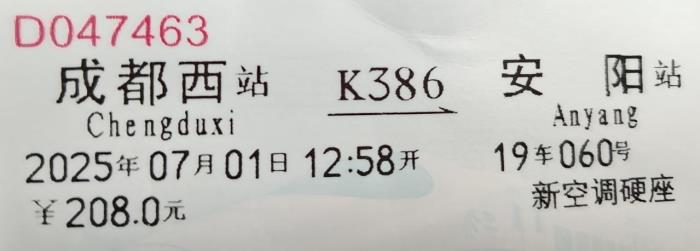 D047463
成都西站 K386 安阳站
Chengduxi Anyang
2025年07月01日 12:58开 19车060号
￥208.0元 新空调硬座